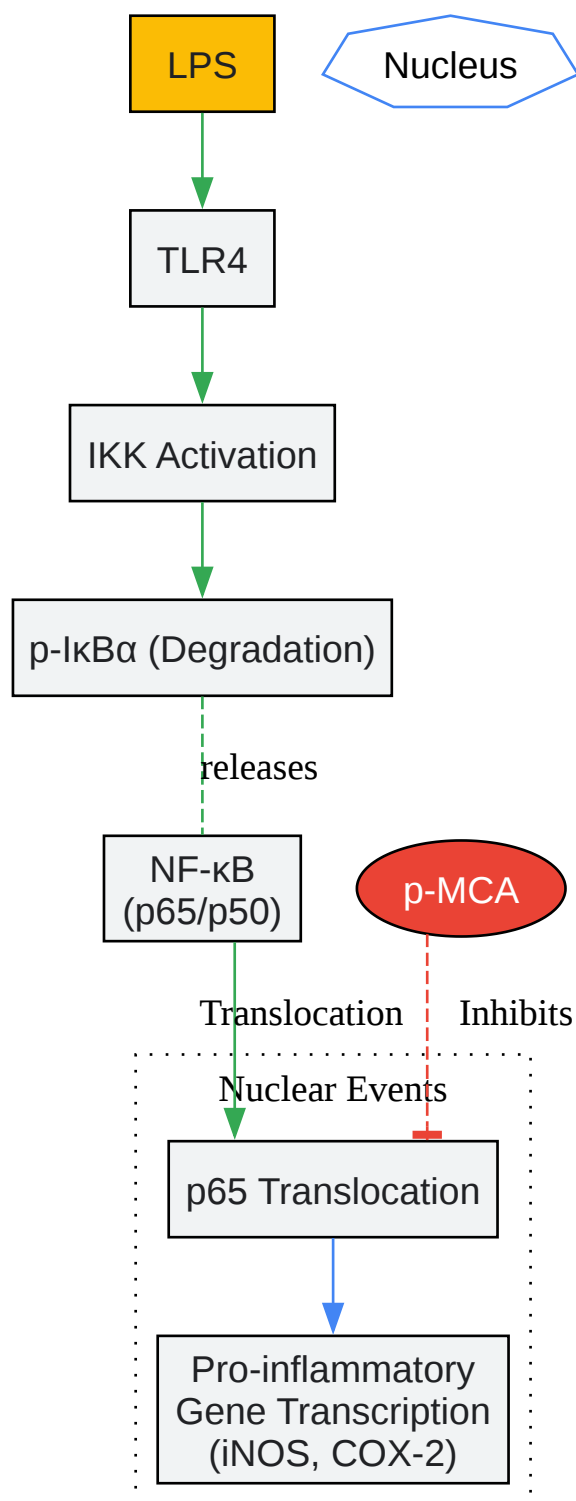 LPS
Nucleus
TLR4
IKK Activation
p-IκBα (Degradation)
releases
NF-κB
(p65/p50)
p-MCA
Translocation
Inhibits
Nuclear Events
p65 Translocation
Pro-inflammatory
Gene Transcription
(iNOS, COX-2)